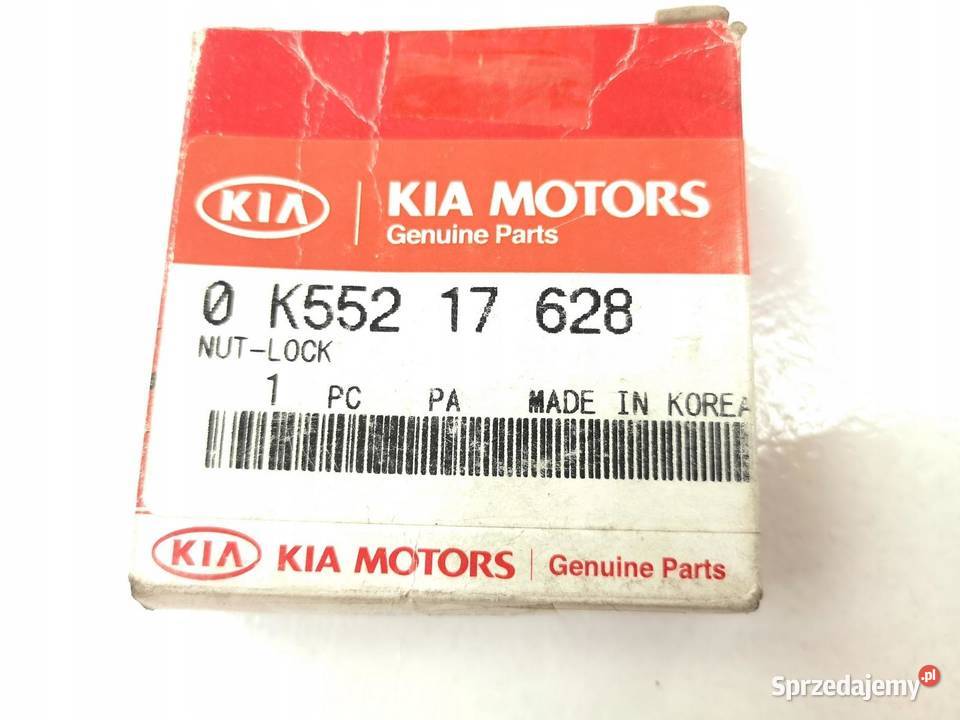 KIA KIA MOTORS
Genuine Parts
0 K552 17 628
NUT-LOCK
1 PC PA MADE IN KOREA
KIA KIA MOTORS Genuine Parts
Sprzedajemy.pl